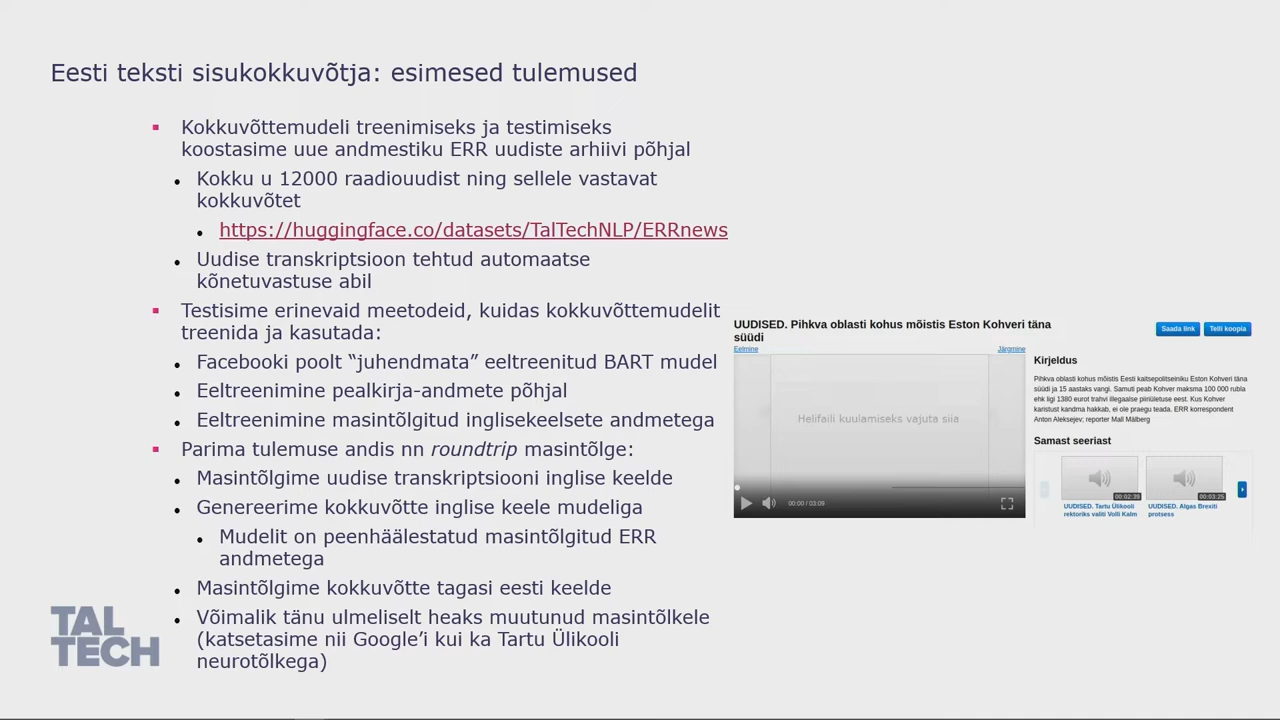 Eesti teksti sisukokkuvõtja: esimesed tulemused
Kokkuvõttemudeli treenimiseks ja testimiseks
koostasime uue andmestiku ERR uudiste arhiivi põhjal
Kokku u 12000 raadiouudist ning sellele vastavat
kokkuvõtet
https://huggingface.co/datasets/TalTechNLP/ERRnews
Uudise transkriptsioon tehtud automaatse
kõnetuvastuse abil
Testisime erinevaid meetodeid, kuidas kokkuvõttemudelit
treenida ja kasutada:
Facebooki poolt “juhendmata” eeltreenitud BART mudel
Eeltreenimine pealkirja-andmete põhjal
Eeltreenimine masintõlgitud inglisekeelsete andmetega
Parima tulemuse andis nn roundtrip masintõlge:
Masintõlgime uudise transkriptsiooni inglise keelde
Genereerime kokkuvõtte inglise keele mudeliga
Mudelit on peenhäälestatud masintõlgitud ERR
andmetega
Masintõlgime kokkuvõtte tagasi eesti keelde
Võimalik tänu ulmeliselt heaks muutunud masintõlkele
(katsetasime nii Google’i kui ka Tartu Ülikooli
neurotõlkega)
TAL
TECH
UUDISED. Pihkva oblasti kohus mõistis Eston Kohveri täna
süüdi
Eelmine
Järgmine
Helifaili kuulamiseks vajuta siia
00:00 / 03:09
Saada link
Telli koopia
Kirjeldus
Pihkva oblasti kohus mõistis Eesti kaitsepolitseiniku Eston Kohveri täna
süüdi ja 15 aastaks vangi. Samuti peab Kohver maksma 100 000 rubla
ehk ligi 1380 eurot trahvi illegaalse piiriületuse eest. Kus Kohver
karistust kandma hakkab, ei ole praegu teada. ERR korrespondent
Anton Aleksejev; reporter Mall Mälberg
Samast seeriast
00:02:39
00:03:25
UUDISED. Tartu Ülikooli
rektoriks valiti Volli Kalm
UUDISED. Algas Brexiti
protsess